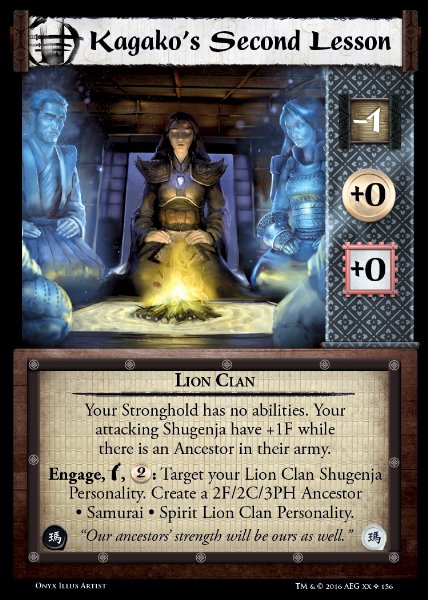 Kagako's Second Lesson
-1
+0
+0
Lion Clan
Your Stronghold has no abilities. Your
attacking Shugenja have +1F while
there is an Ancestor in their army.
Engage, , 2: Target your Lion Clan Shugenja
Personality. Create a 2F/2C/3PH Ancestor
• Samurai • Spirit Lion Clan Personality.
"Our ancestors' strength will be ours as well."
瑪 瑪
Onyx Illus Artist
TM & © 2016 AEG XX ❖ 156